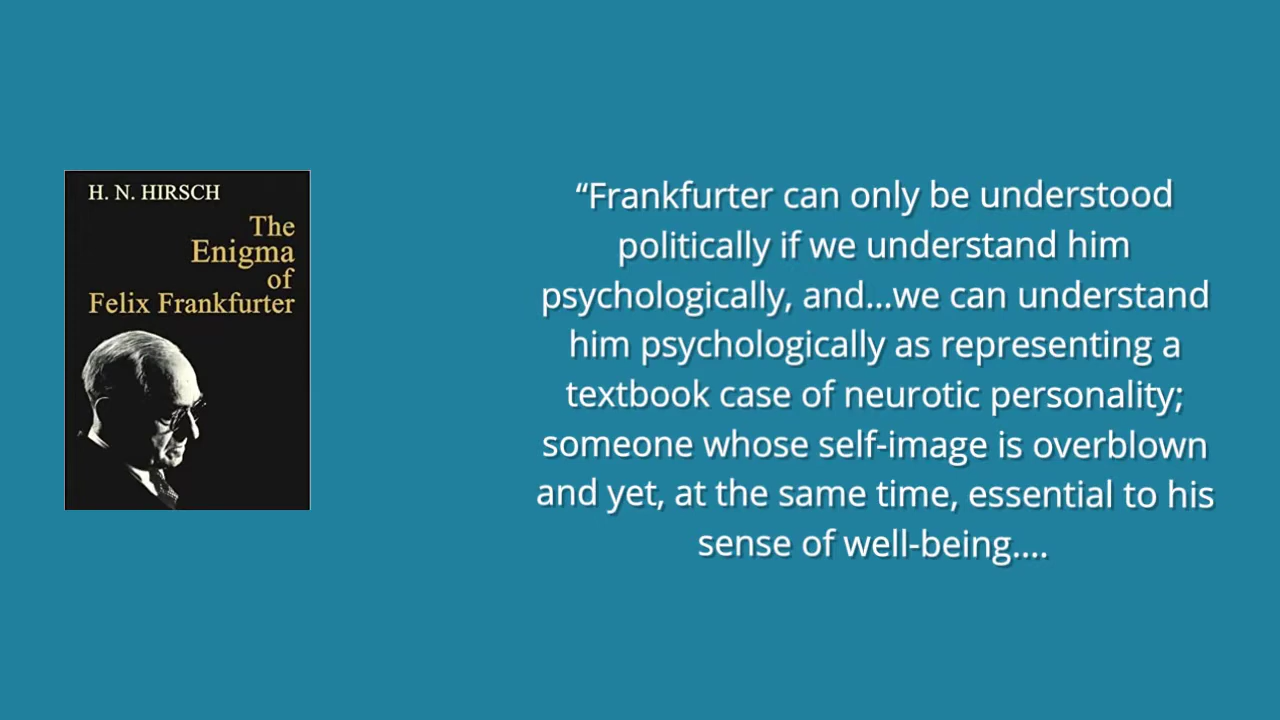 H. N. HIRSCH
The
Enigma
of
Felix Frankfurter
“Frankfurter can only be understood
politically if we understand him
psychologically, and...we can understand
him psychologically as representing a
textbook case of neurotic personality;
someone whose self-image is overblown
and yet, at the same time, essential to his
sense of well-being....